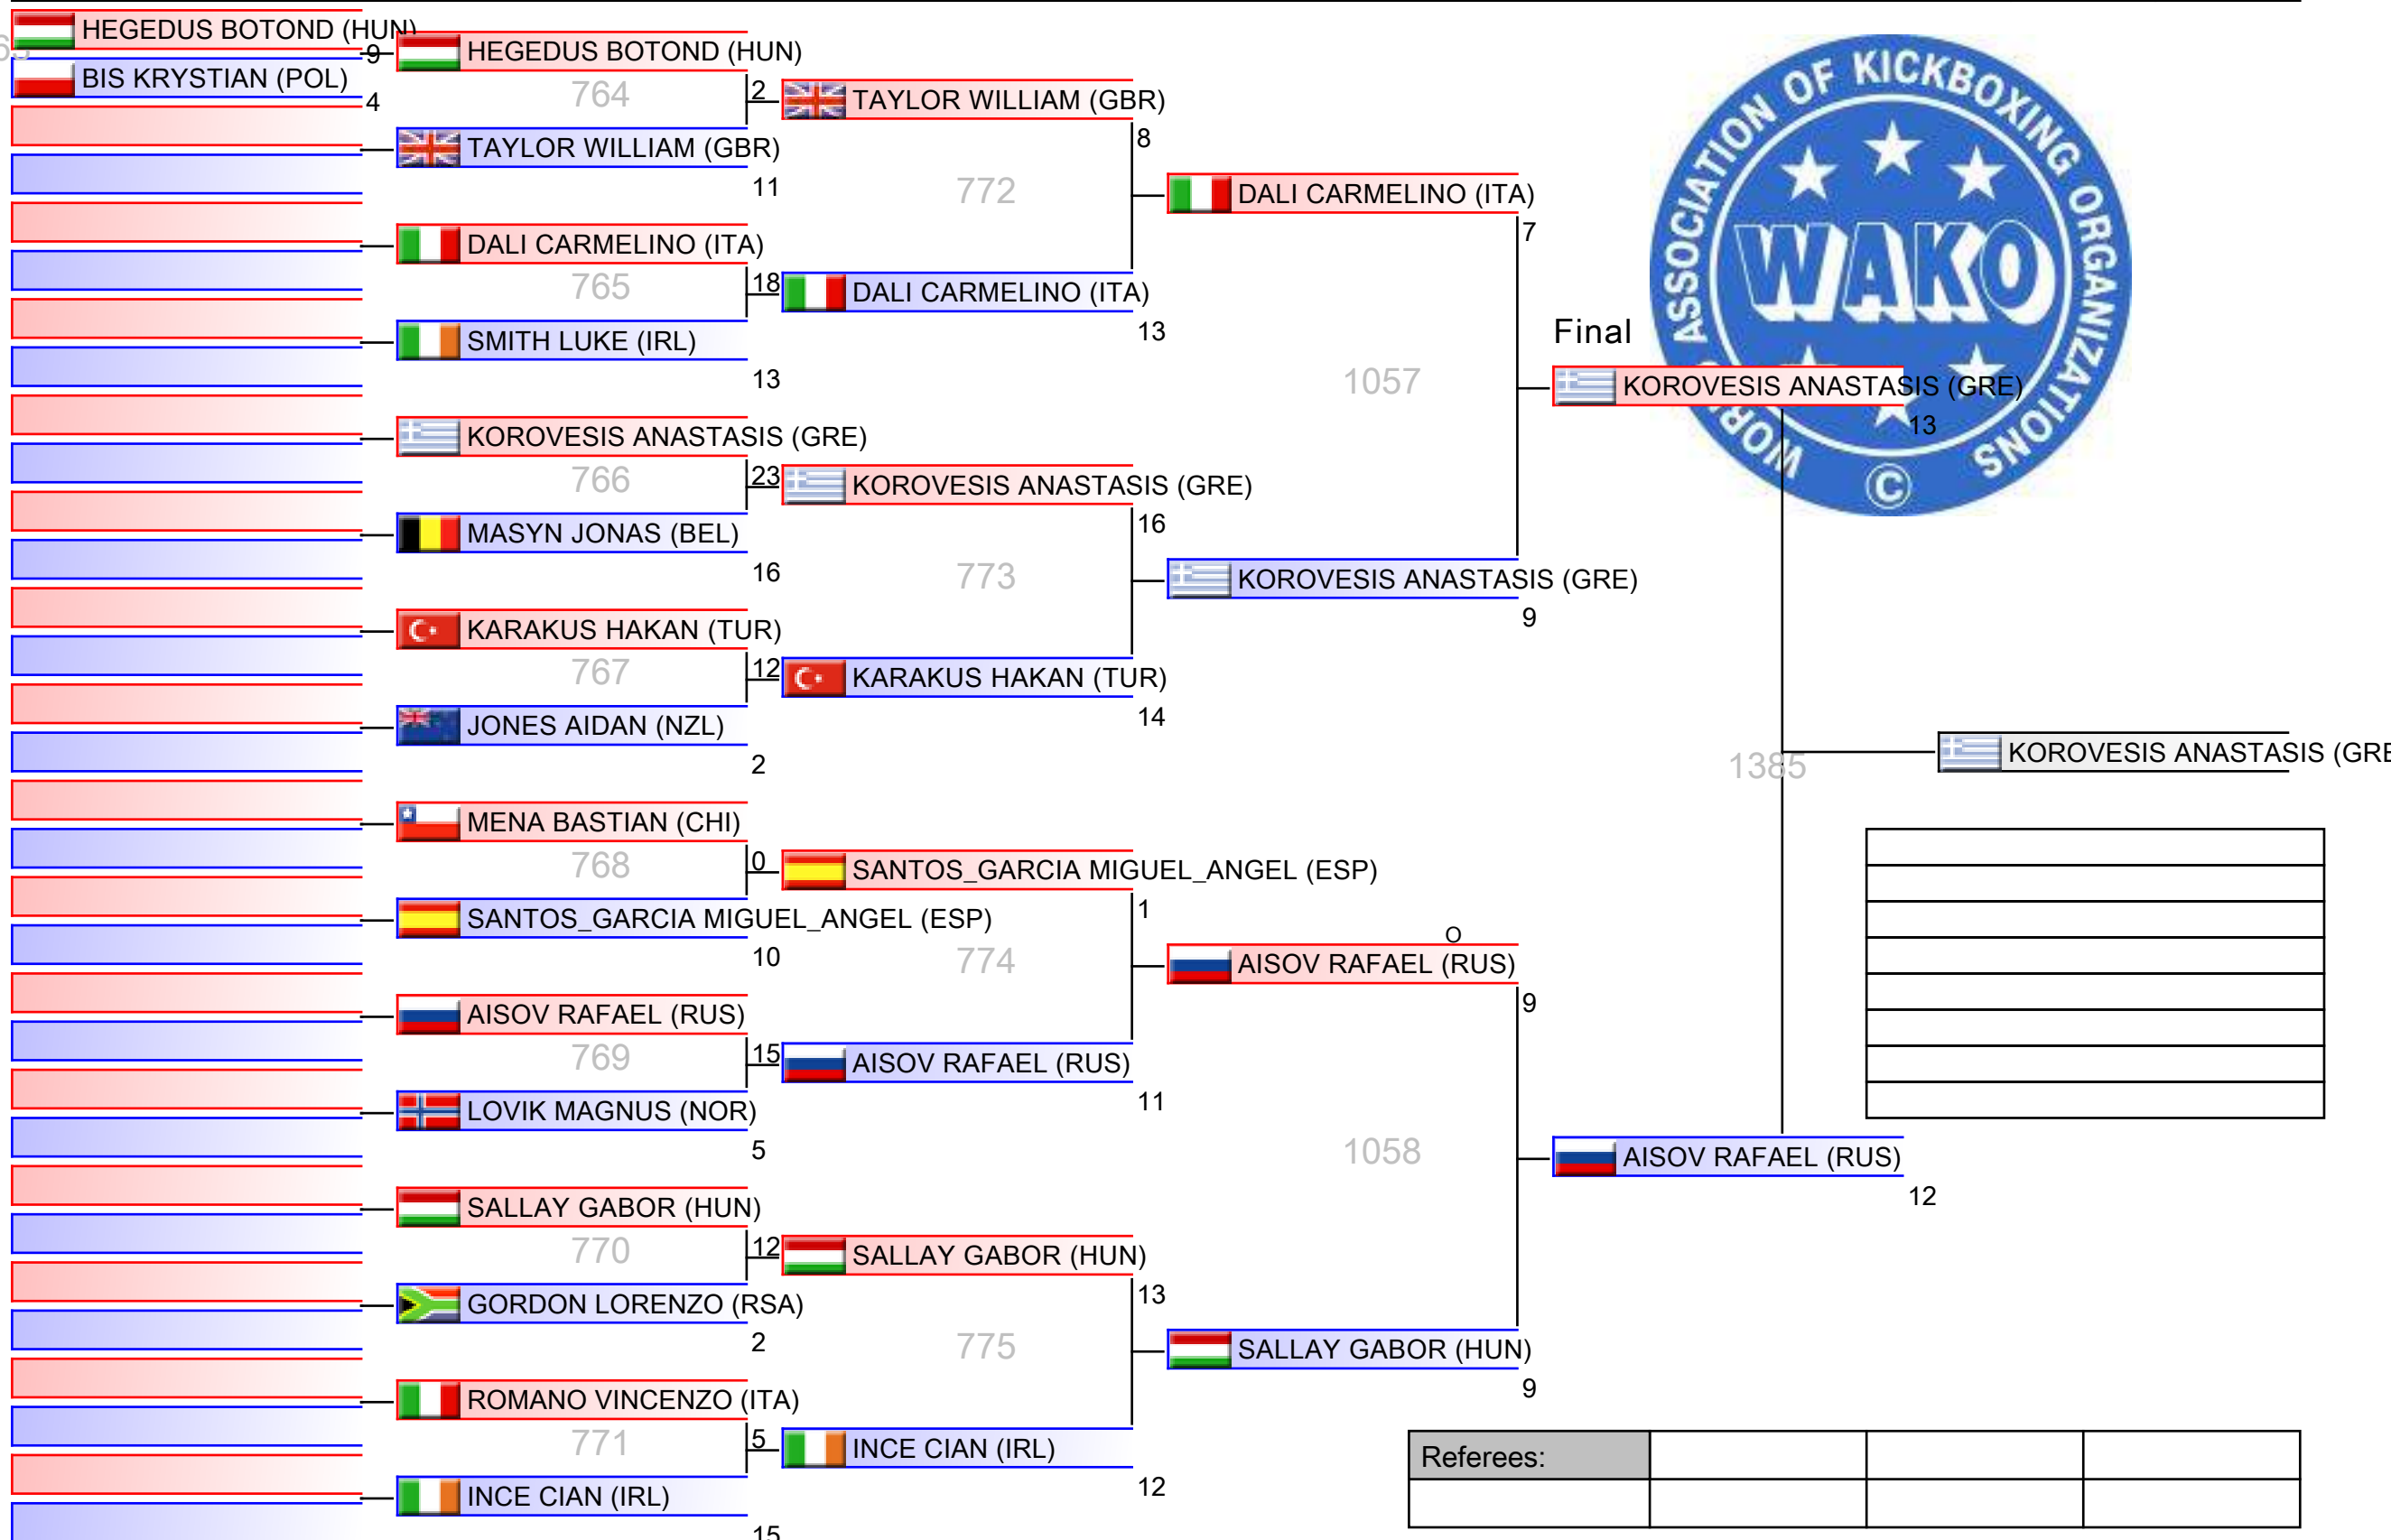 HEGEDUS BOTOND (HUN)
9
BIS KRYSTIAN (POL)
4
HEGEDUS BOTOND (HUN)
764
2
TAYLOR WILLIAM (GBR)
11
DALI CARMELINO (ITA)
765
18
SMITH LUKE (IRL)
13
KOROVESIS ANASTASIS (GRE)
766
23
MASYN JONAS (BEL)
16
KARAKUS HAKAN (TUR)
767
12
JONES AIDAN (NZL)
2
MENA BASTIAN (CHI)
768
0
SANTOS_GARCIA MIGUEL_ANGEL (ESP)
10
AISOV RAFAEL (RUS)
769
15
LOVIK MAGNUS (NOR)
5
SALLAY GABOR (HUN)
770
12
GORDON LORENZO (RSA)
2
ROMANO VINCENZO (ITA)
771
5
INCE CIAN (IRL)
15
TAYLOR WILLIAM (GBR)
8
772
DALI CARMELINO (ITA)
13
KOROVESIS ANASTASIS (GRE)
16
773
KARAKUS HAKAN (TUR)
14
SANTOS_GARCIA MIGUEL_ANGEL (ESP)
1
774
AISOV RAFAEL (RUS)
11
SALLAY GABOR (HUN)
13
775
INCE CIAN (IRL)
12
DALI CARMELINO (ITA)
7
1057
KOROVESIS ANASTASIS (GRE)
9
O
AISOV RAFAEL (RUS)
9
1058
SALLAY GABOR (HUN)
9
Final
KOROVESIS ANASTASIS (GRE)
13
1385
AISOV RAFAEL (RUS)
12
KOROVESIS ANASTASIS (GRE
ASSOCIATION OF KICKBOXING ORGANIZATIONS
WAKO
©
Referees: